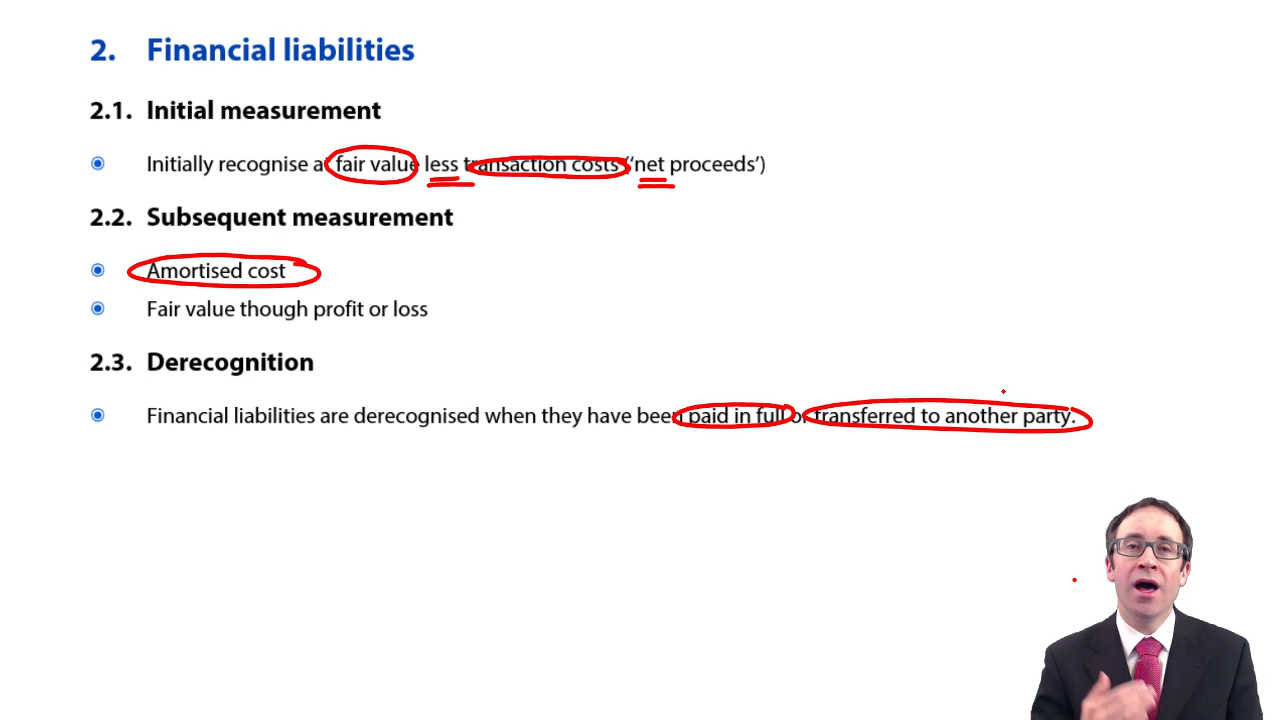 2. Financial liabilities
2.1. Initial measurement
Initially recognise at fair value less transaction costs ('net proceeds')
2.2. Subsequent measurement
Amortised cost
Fair value though profit or loss
2.3. Derecognition
Financial liabilities are derecognised when they have been paid in full or transferred to another party.